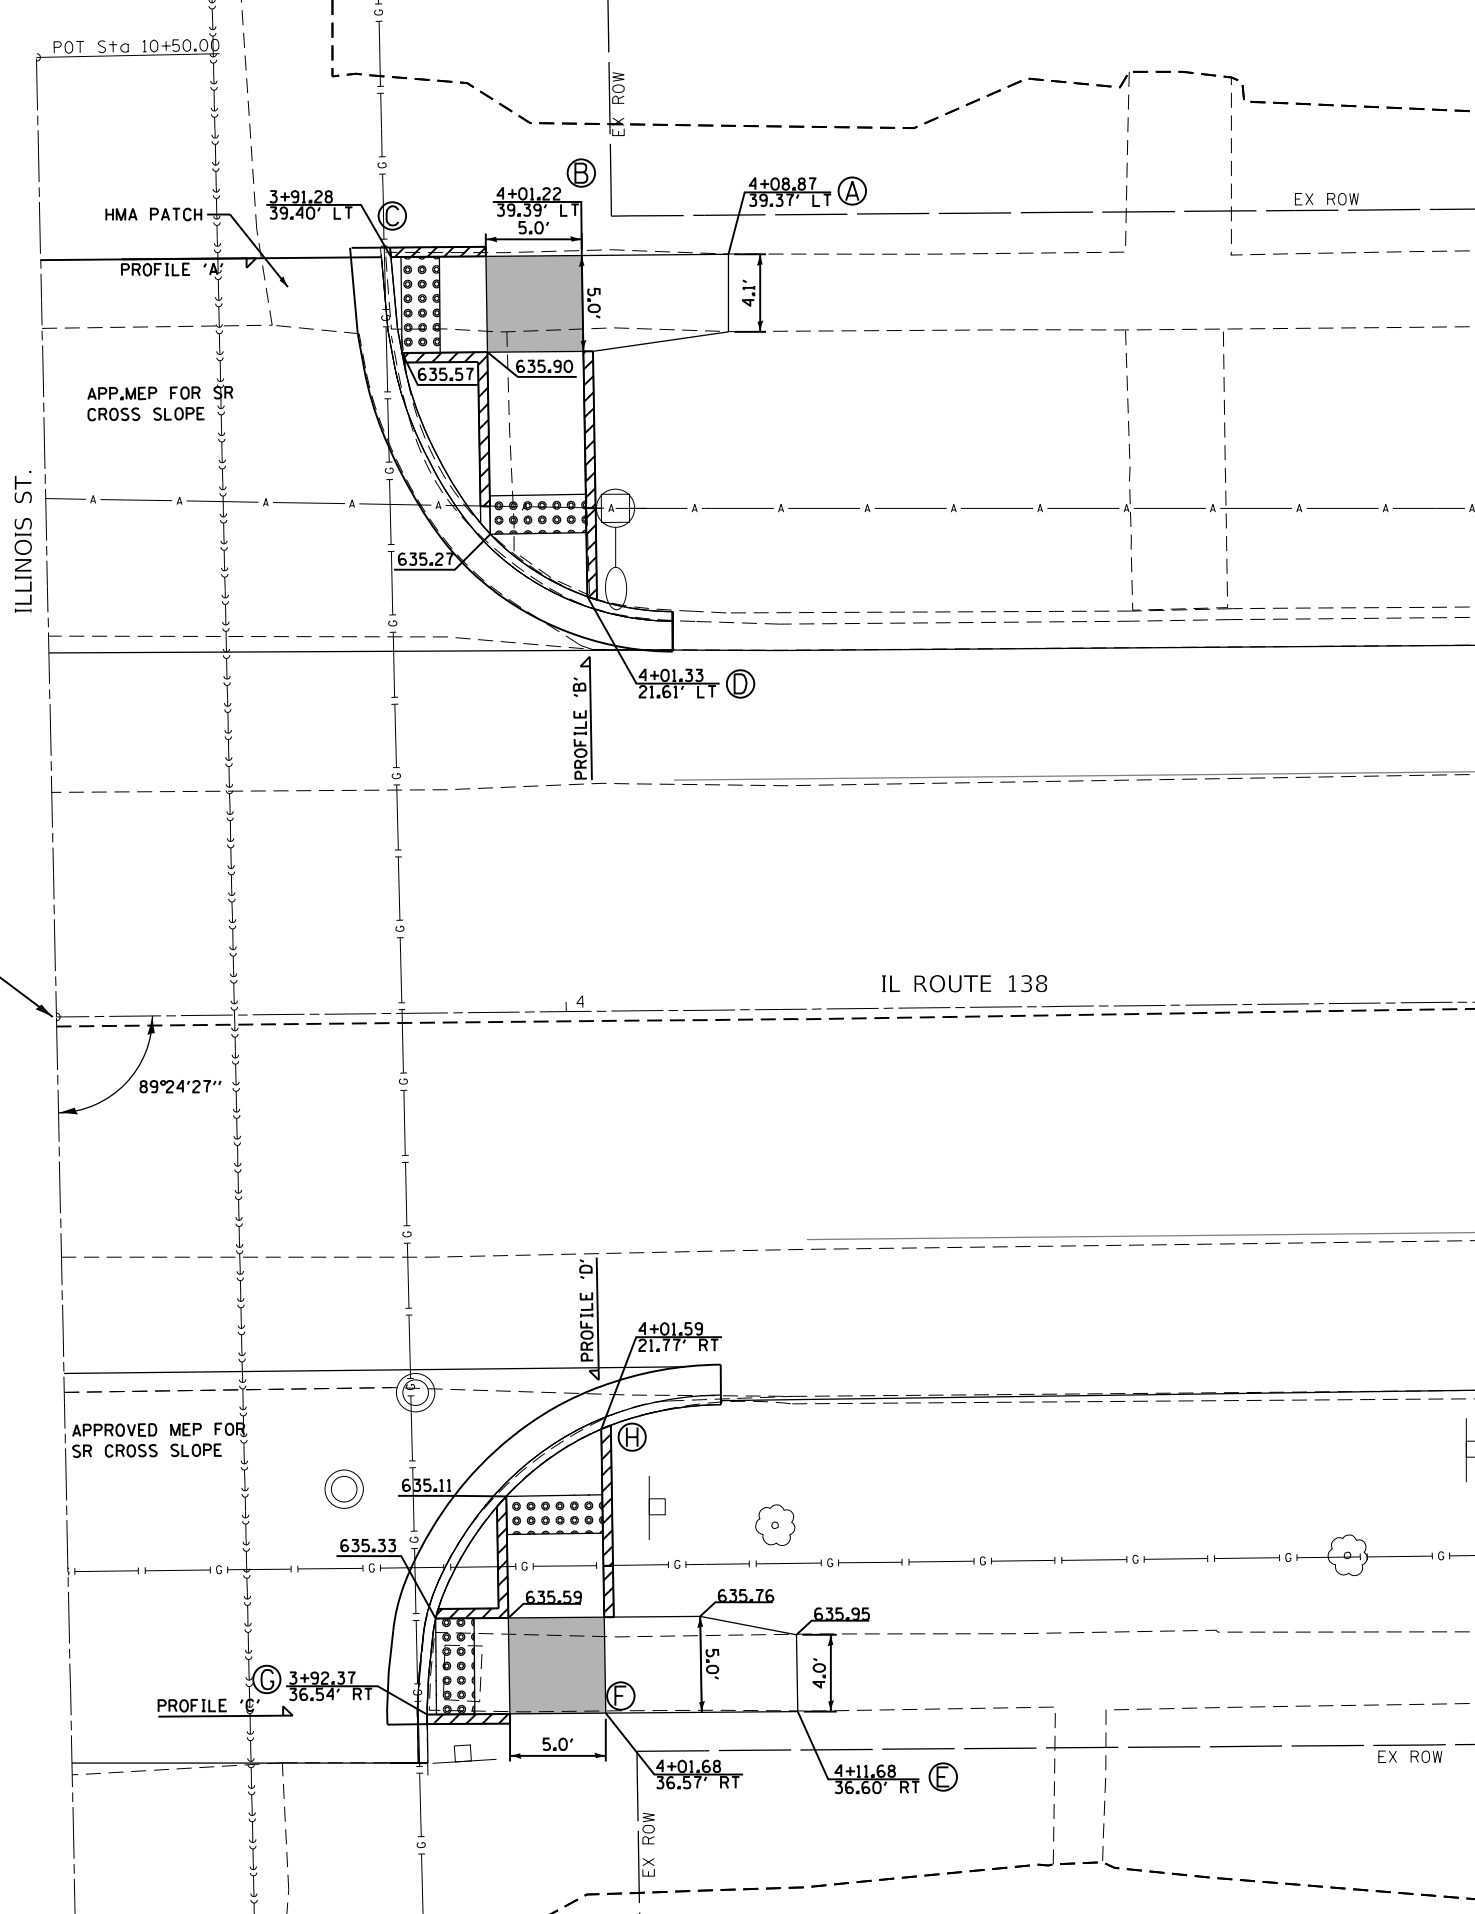 POT Sta 10+50.00
EX ROW
B
3+91.28
39.40' LT
C
4+01.22
39.39' LT
5.0'
4+08.87
39.37' LT
A
EX ROW
HMA PATCH
PROFILE 'A'
5.0'
4.1'
635.57
635.90
APP.MEP FOR SR
CROSS SLOPE
ILLINOIS ST.
635.27
4+01.33
21.61' LT
D
PROFILE 'B'
IL ROUTE 138
4
89°24'27''
PROFILE 'D'
4+01.59
21.77' RT
H
APPROVED MEP FOR
SR CROSS SLOPE
635.11
635.33
635.59
635.76
635.95
5.0'
4.0'
G
3+92.37
36.54' RT
F
PROFILE 'C'
5.0'
4+01.68
36.57' RT
4+11.68
36.60' RT
E
EX ROW
EX ROW